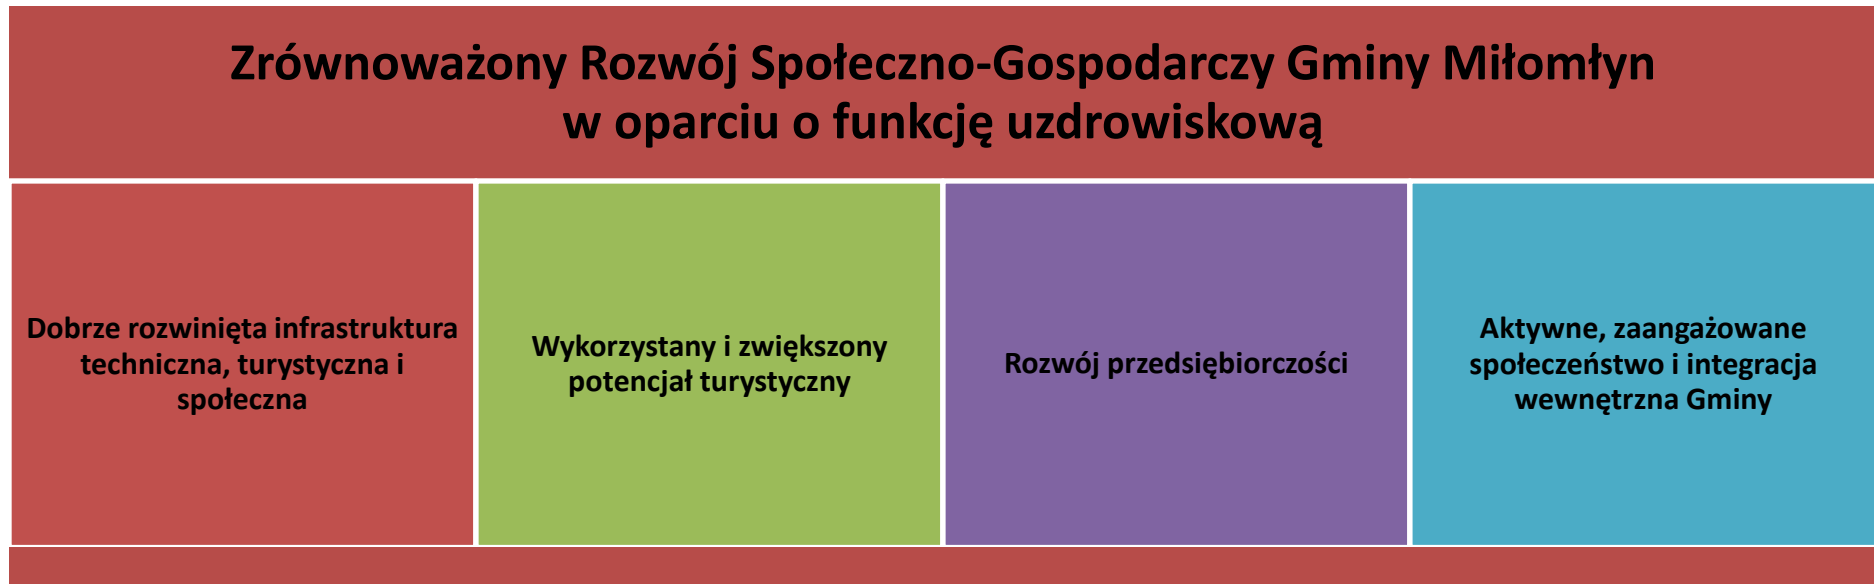 Zrównoważony Rozwój Społeczno-Gospodarczy Gminy Miłomłyn
w oparciu o funkcję uzdrowiskową
Dobrze rozwinięta infrastruktura
techniczna, turystyczna i
społeczna
Wykorzystany i zwiększony
potencjał turystyczny
Rozwój przedsiębiorczości
Aktywne, zaangażowane
społeczeństwo i integracja
wewnętrzna Gminy